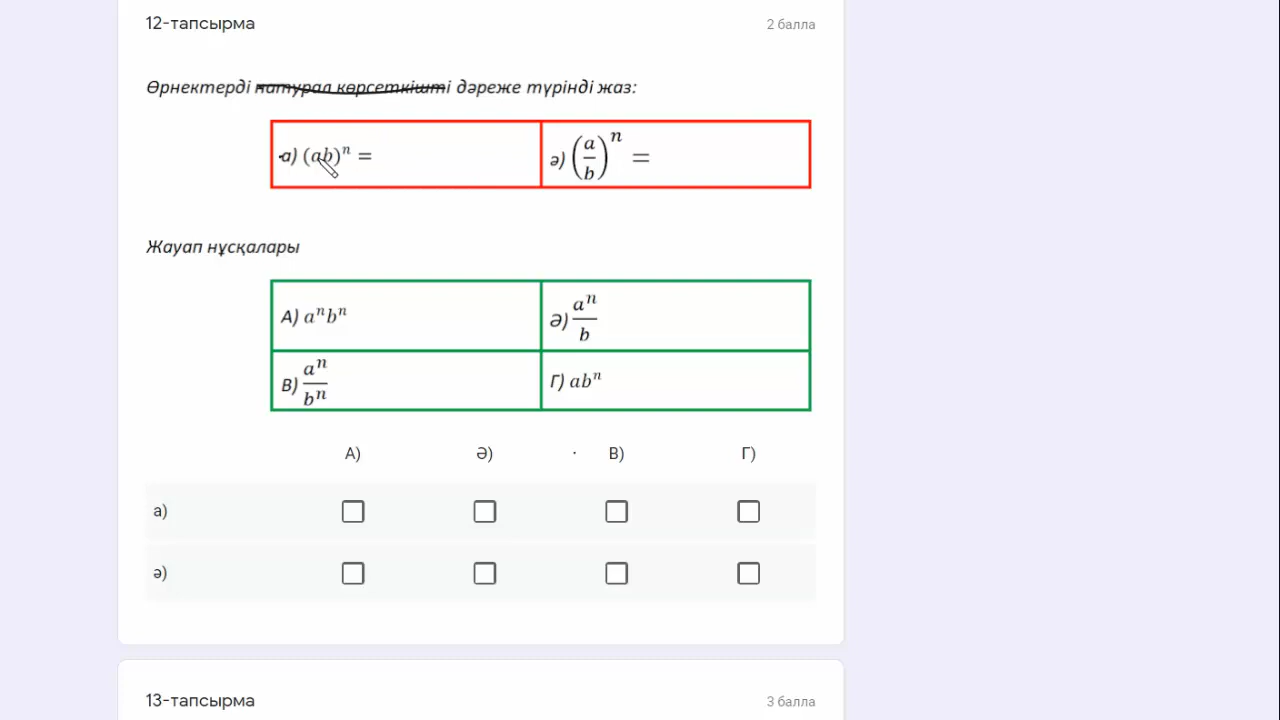 12-тапсырма 2 балла
Өрнектерді натурал көрсеткішті дәреже түрінді жаз:
а) (ab)ⁿ = ә) (a/b)ⁿ =
Жауап нұсқалары
А) aⁿbⁿ Ә) aⁿ/b
В) aⁿ/bⁿ Г) abⁿ
А) Ә) В) Г)
а)
ә)
13-тапсырма 3 балла